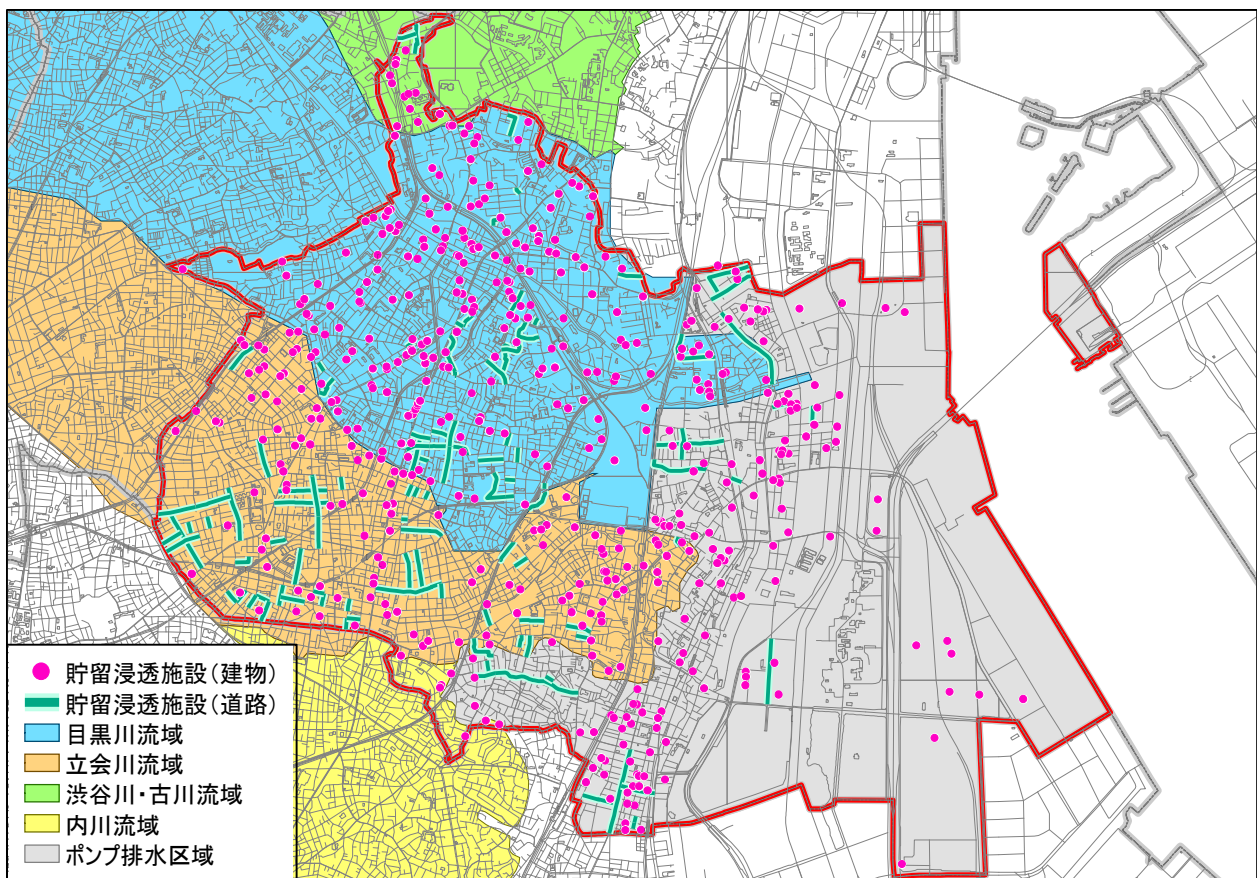 貯留浸透施設(建物)
貯留浸透施設(道路)
目黒川流域
立会川流域
渋谷川・古川流域
内川流域
ポンプ排水区域